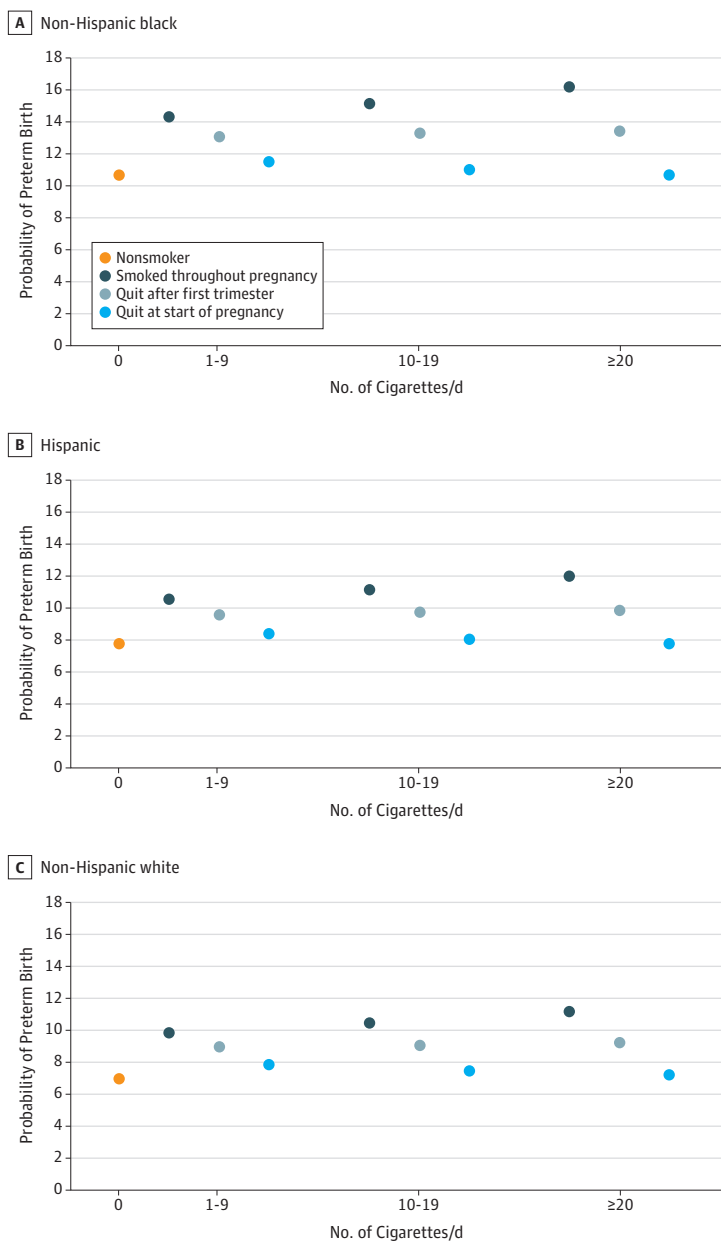 A Non-Hispanic black
18
16
14
12
10
8
6
4
2
0
Probability of Preterm Birth
Nonsmoker
Smoked throughout pregnancy
Quit after first trimester
Quit at start of pregnancy
0 1-9 10-19 ≥20
No. of Cigarettes/d
B Hispanic
18
16
14
12
10
8
6
4
2
0
Probability of Preterm Birth
0 1-9 10-19 ≥20
No. of Cigarettes/d
C Non-Hispanic white
18
16
14
12
10
8
6
4
2
0
Probability of Preterm Birth
0 1-9 10-19 ≥20
No. of Cigarettes/d